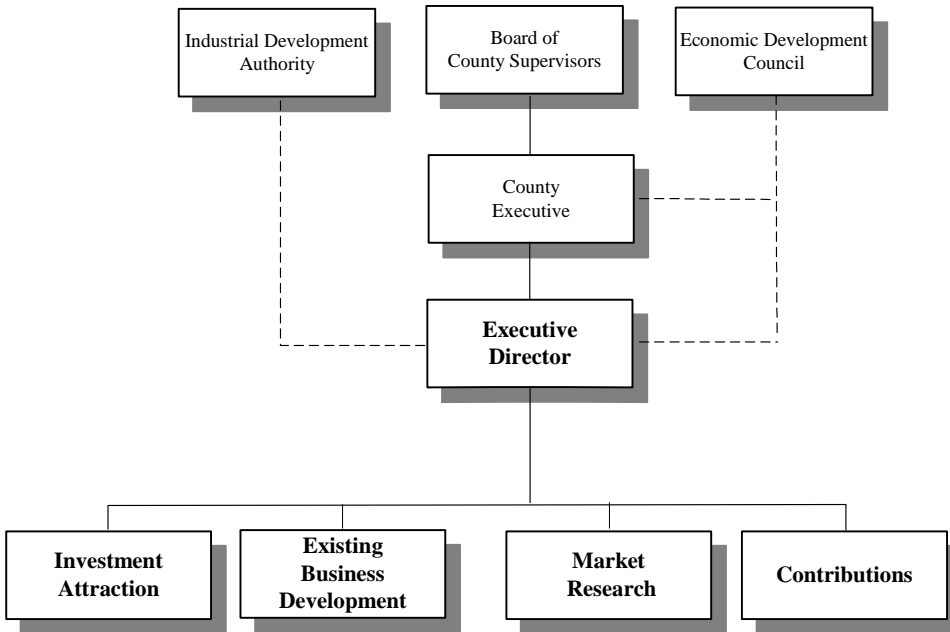 Industrial Development
Authority
Board of
County Supervisors
Economic Development
Council
County
Executive
Executive
Director
Investment
Attraction
Existing
Business
Development
Market
Research
Contributions